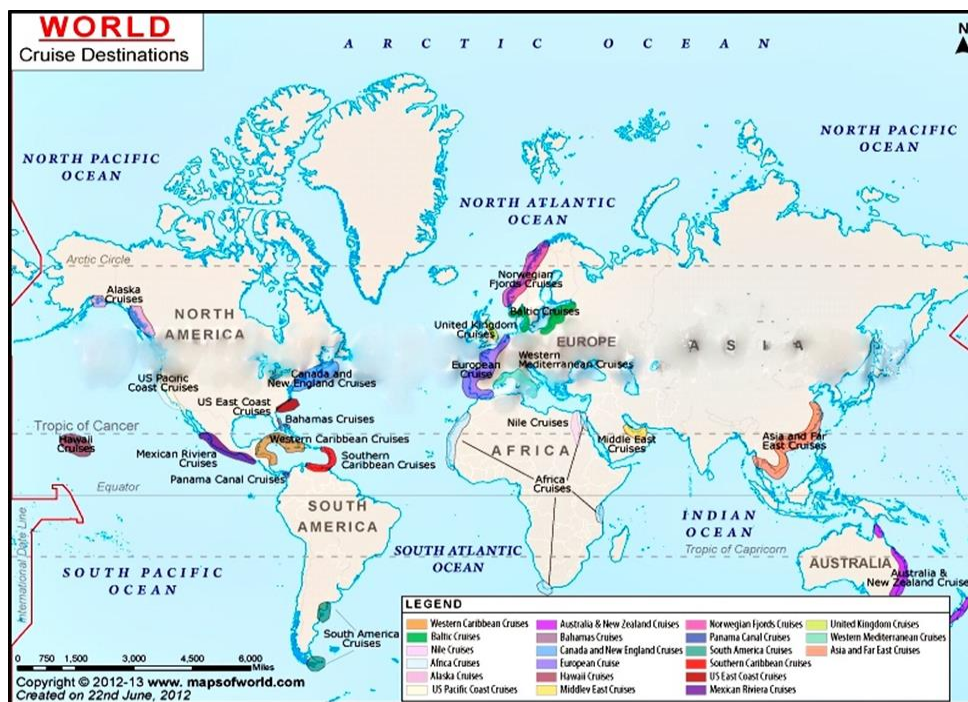 WORLD
Cruise Destinations
ARCTIC OCEAN
N
NORTH PACIFIC
OCEAN
NORTH PACIFIC
OCEAN
NORTH ATLANTIC
OCEAN
Arctic Circle
Alaska
Cruises
Norwegian
Fjords Cruises
NORTH
AMERICA
Baltic Cruises
United Kingdom
Cruises
EUROPE
ASIA
European
Cruise
Western
Mediterranean Cruises
Canada and
New England Cruises
US Pacific
Coast Cruises
US East Coast
Cruises
Bahamas Cruises
Tropic of Cancer
Hawaii
Cruises
Mexican Riviera
Cruises
Western Caribbean Cruises
Southern
Caribbean Cruises
Panama Canal Cruises
Nile Cruises
AFRICA
Middle East
Cruises
Asia and Far
East Cruises
Africa
Cruises
Equator
SOUTH
AMERICA
INDIAN
OCEAN
Tropic of Capricorn
SOUTH ATLANTIC
OCEAN
SOUTH PACIFIC
OCEAN
International Date Line
AUSTRALIA
Australia &
New Zealand Cruise
South America
Cruises
LEGEND
Western Caribbean Cruises
Baltic Cruises
Nile Cruises
Africa Cruises
Alaska Cruises
US Pacific Coast Cruises
Australia & New Zealand Cruises
Bahamas Cruises
Canada and New England Cruises
European Cruise
Hawaii Cruises
Middley East Cruises
Norwegian Fjords Cruises
Panama Canal Cruises
South America Cruises
Southern Caribbean Cruises
US East Coast Cruises
Mexican Riviera Cruises
United Kingdom Cruises
Western Mediterranean Cruises
Asia and Far East Cruises
0 750 1,500 3,000 4,500 6,000
Miles
Copyright © 2012-13 www. mapsofworld.com
Created on 22nd June, 2012